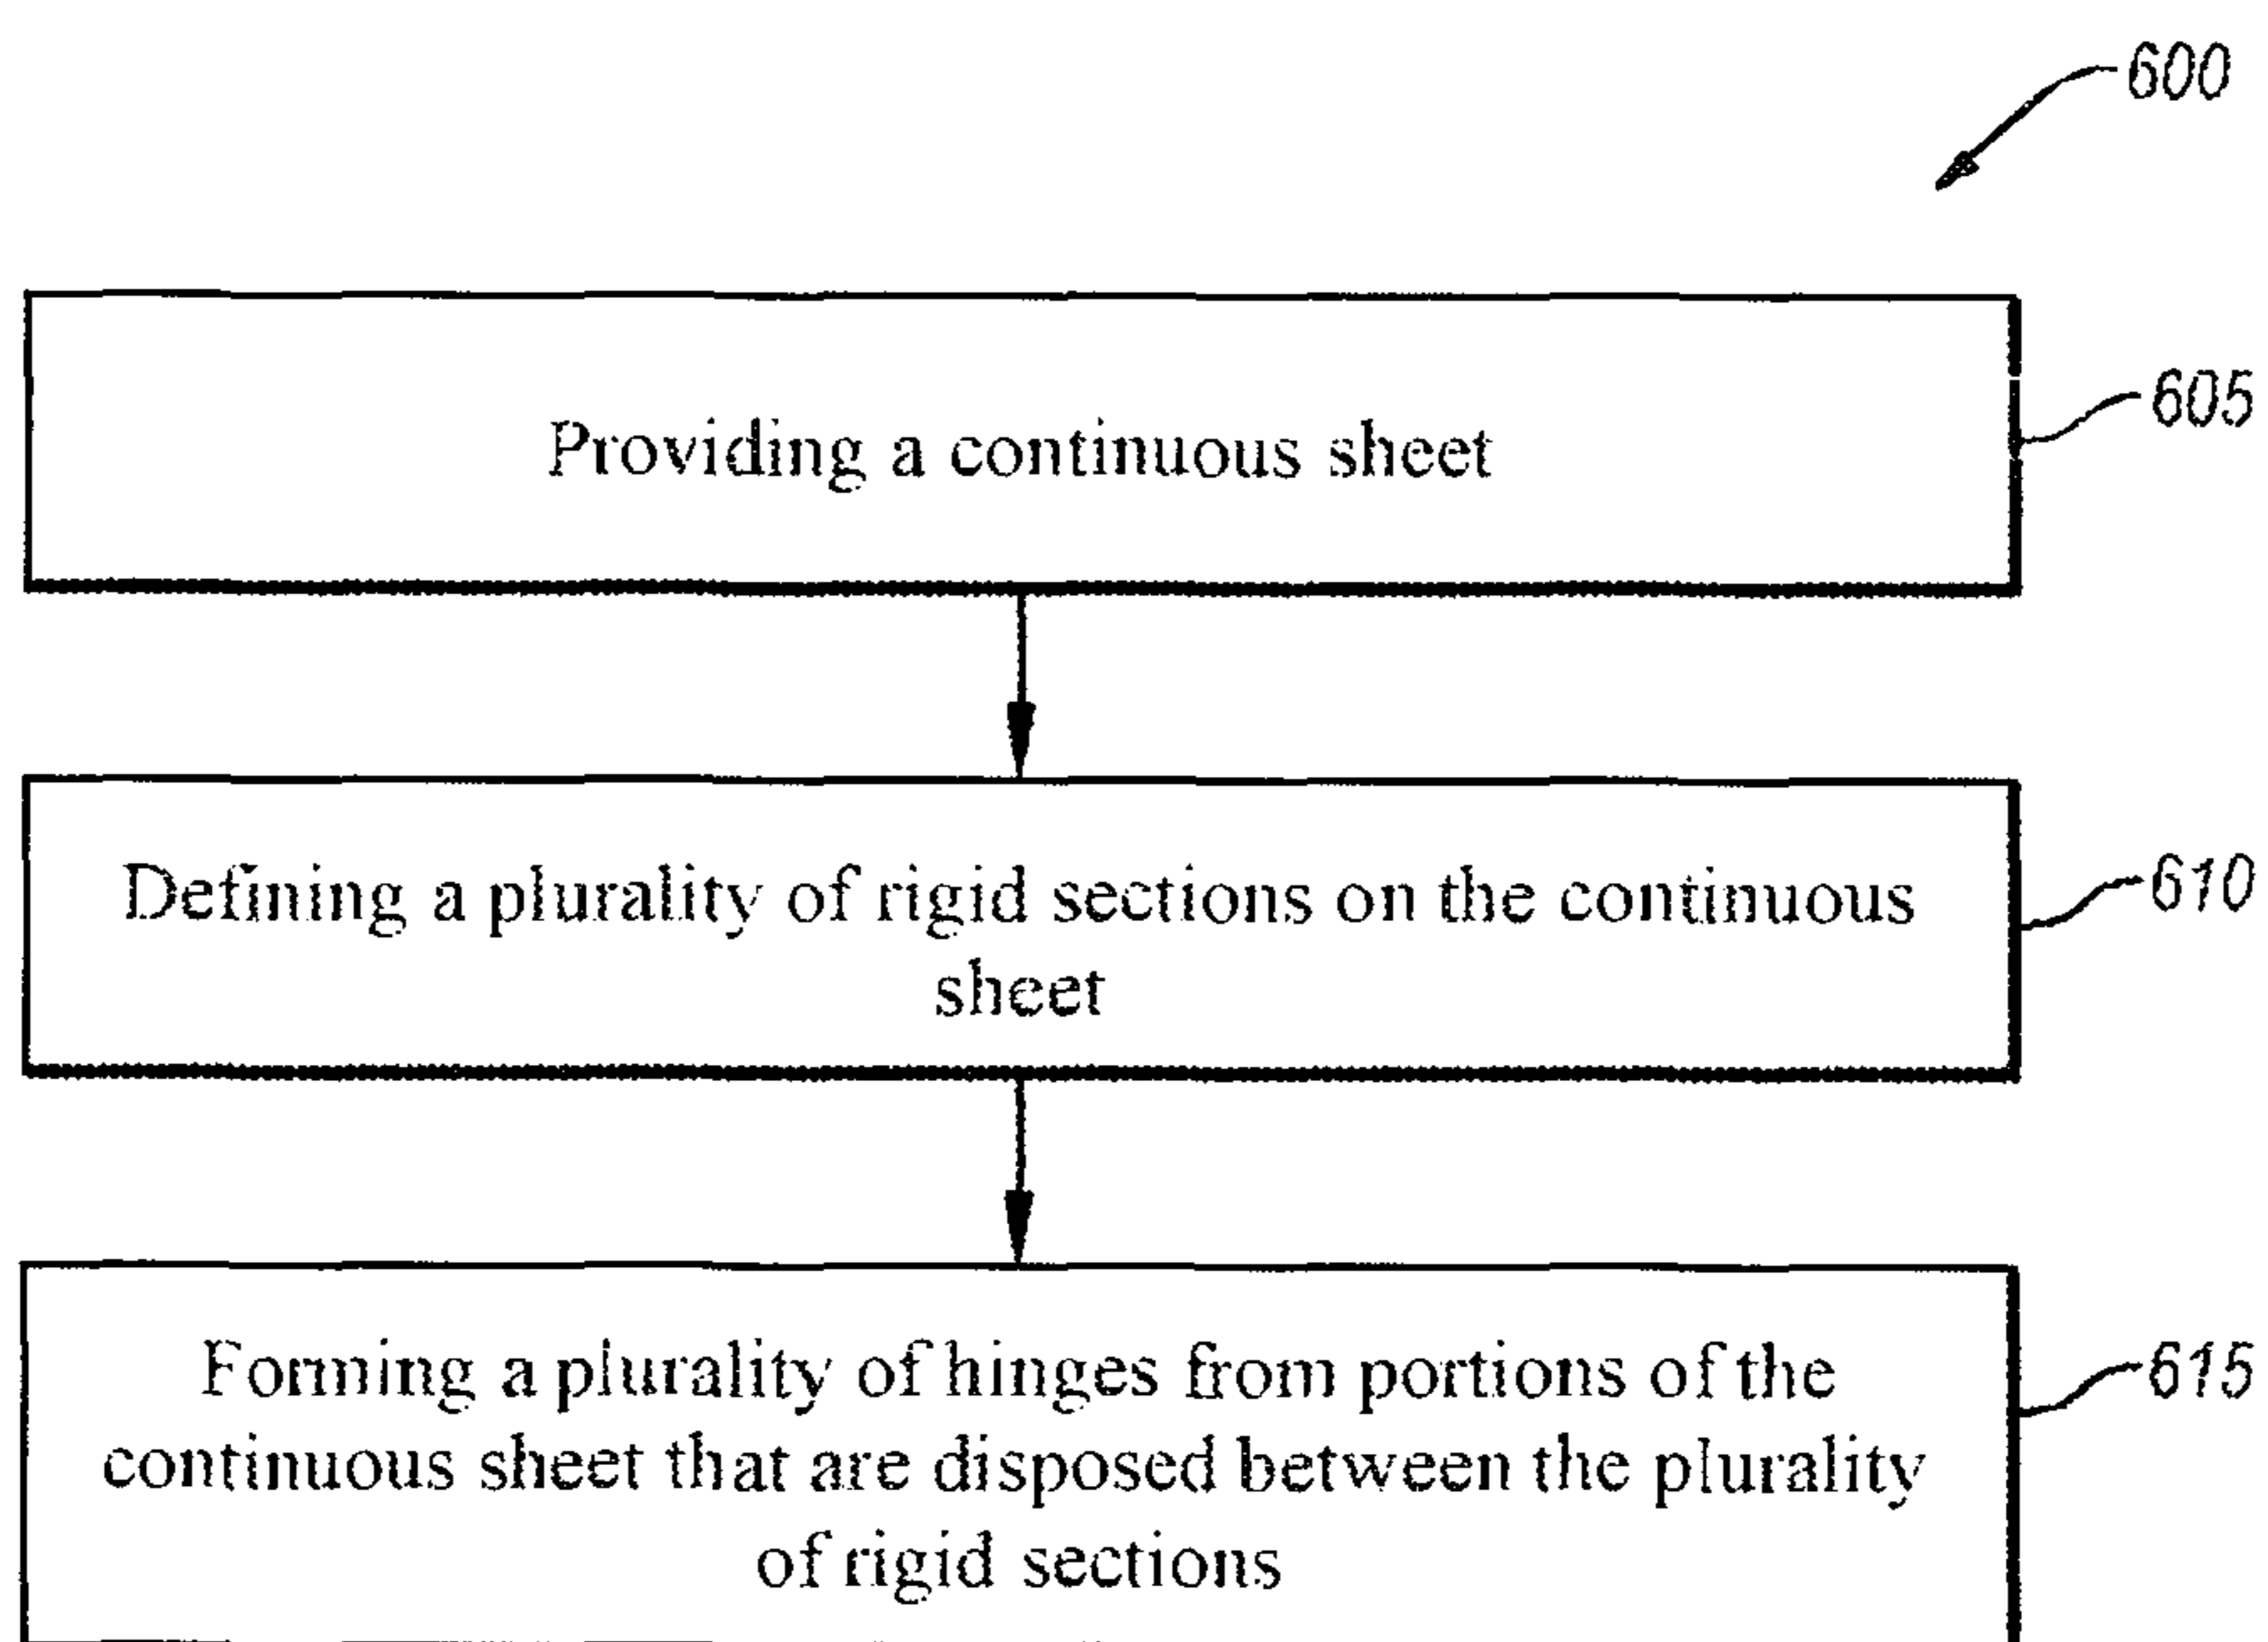 600
Providing a continuous sheet
605
Defining a plurality of rigid sections on the continuous
sheet
610
Forming a plurality of hinges from portions of the
continuous sheet that are disposed between the plurality
of rigid sections
615